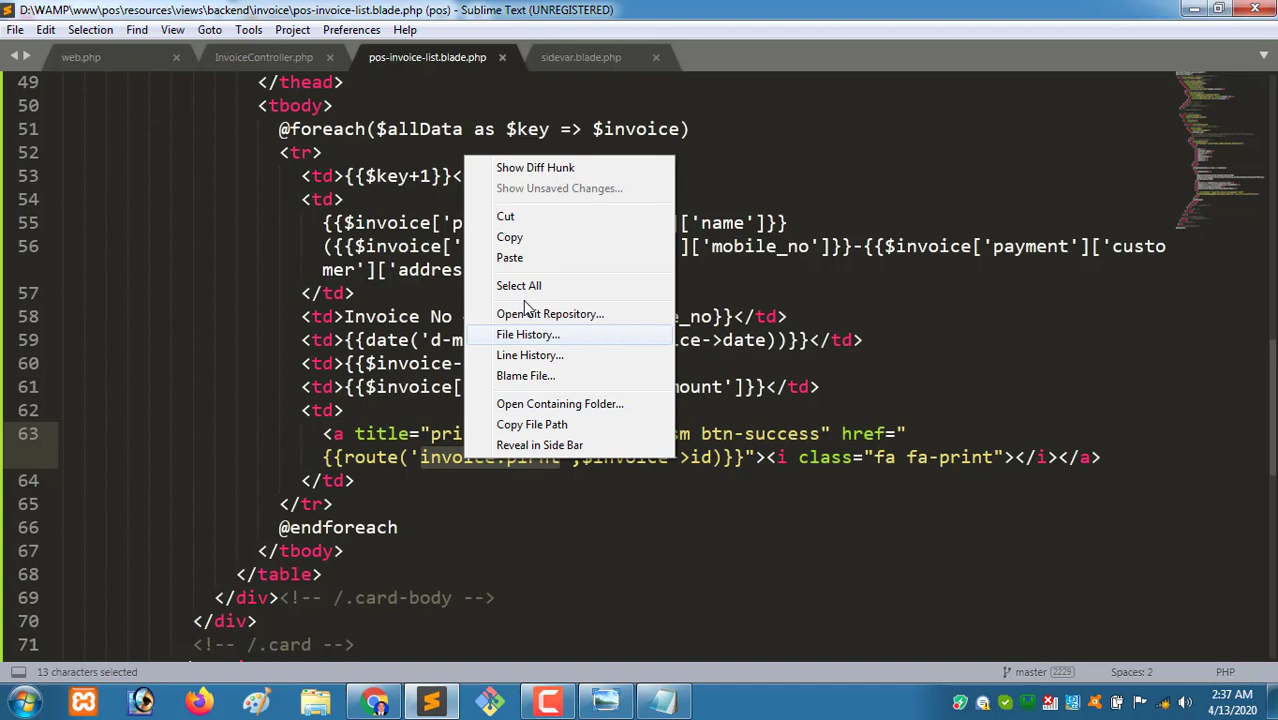 D:\WAMP\www\pos\resources\views\backend\invoice\pos-invoice-list.blade.php (pos) - Sublime Text (UNREGISTERED)
File Edit Selection Find View Goto Tools Project Preferences Help
web.php InvoiceController.php pos-invoice-list.blade.php sidevar.blade.php
49 </thead>
50 <tbody>
51 @foreach($allData as $key => $invoice)
52 <tr>
53 <td>{{$key+1}}<
54 <td>
55 {{$invoice['p ['name']}}
56 ({{$invoice[' ]['mobile_no']}}-{{$invoice['payment']['custo
mer']['addres
57 </td>
58 <td>Invoice No _no}}</td>
59 <td>{{date('d-m ice->date))}}</td>
60 <td>{{$invoice-
61 <td>{{$invoice[ mount']}}</td>
62 <td>
63 <a title="pri sm btn-success" href="
{{route('invoice.pirnt',$invoice->id)}}"><i class="fa fa-print"></i></a>
64 </td>
65 </tr>
66 @endforeach
67 </tbody>
68 </table>
69 </div><!-- /.card-body -->
70 </div>
71 <!-- /.card -->
Show Diff Hunk
Show Unsaved Changes...
Cut
Copy
Paste
Select All
Open Git Repository...
File History...
Line History...
Blame File...
Open Containing Folder...
Copy File Path
Reveal in Side Bar
13 characters selected master 2229 Spaces: 2 PHP
2:37 AM
4/13/2020